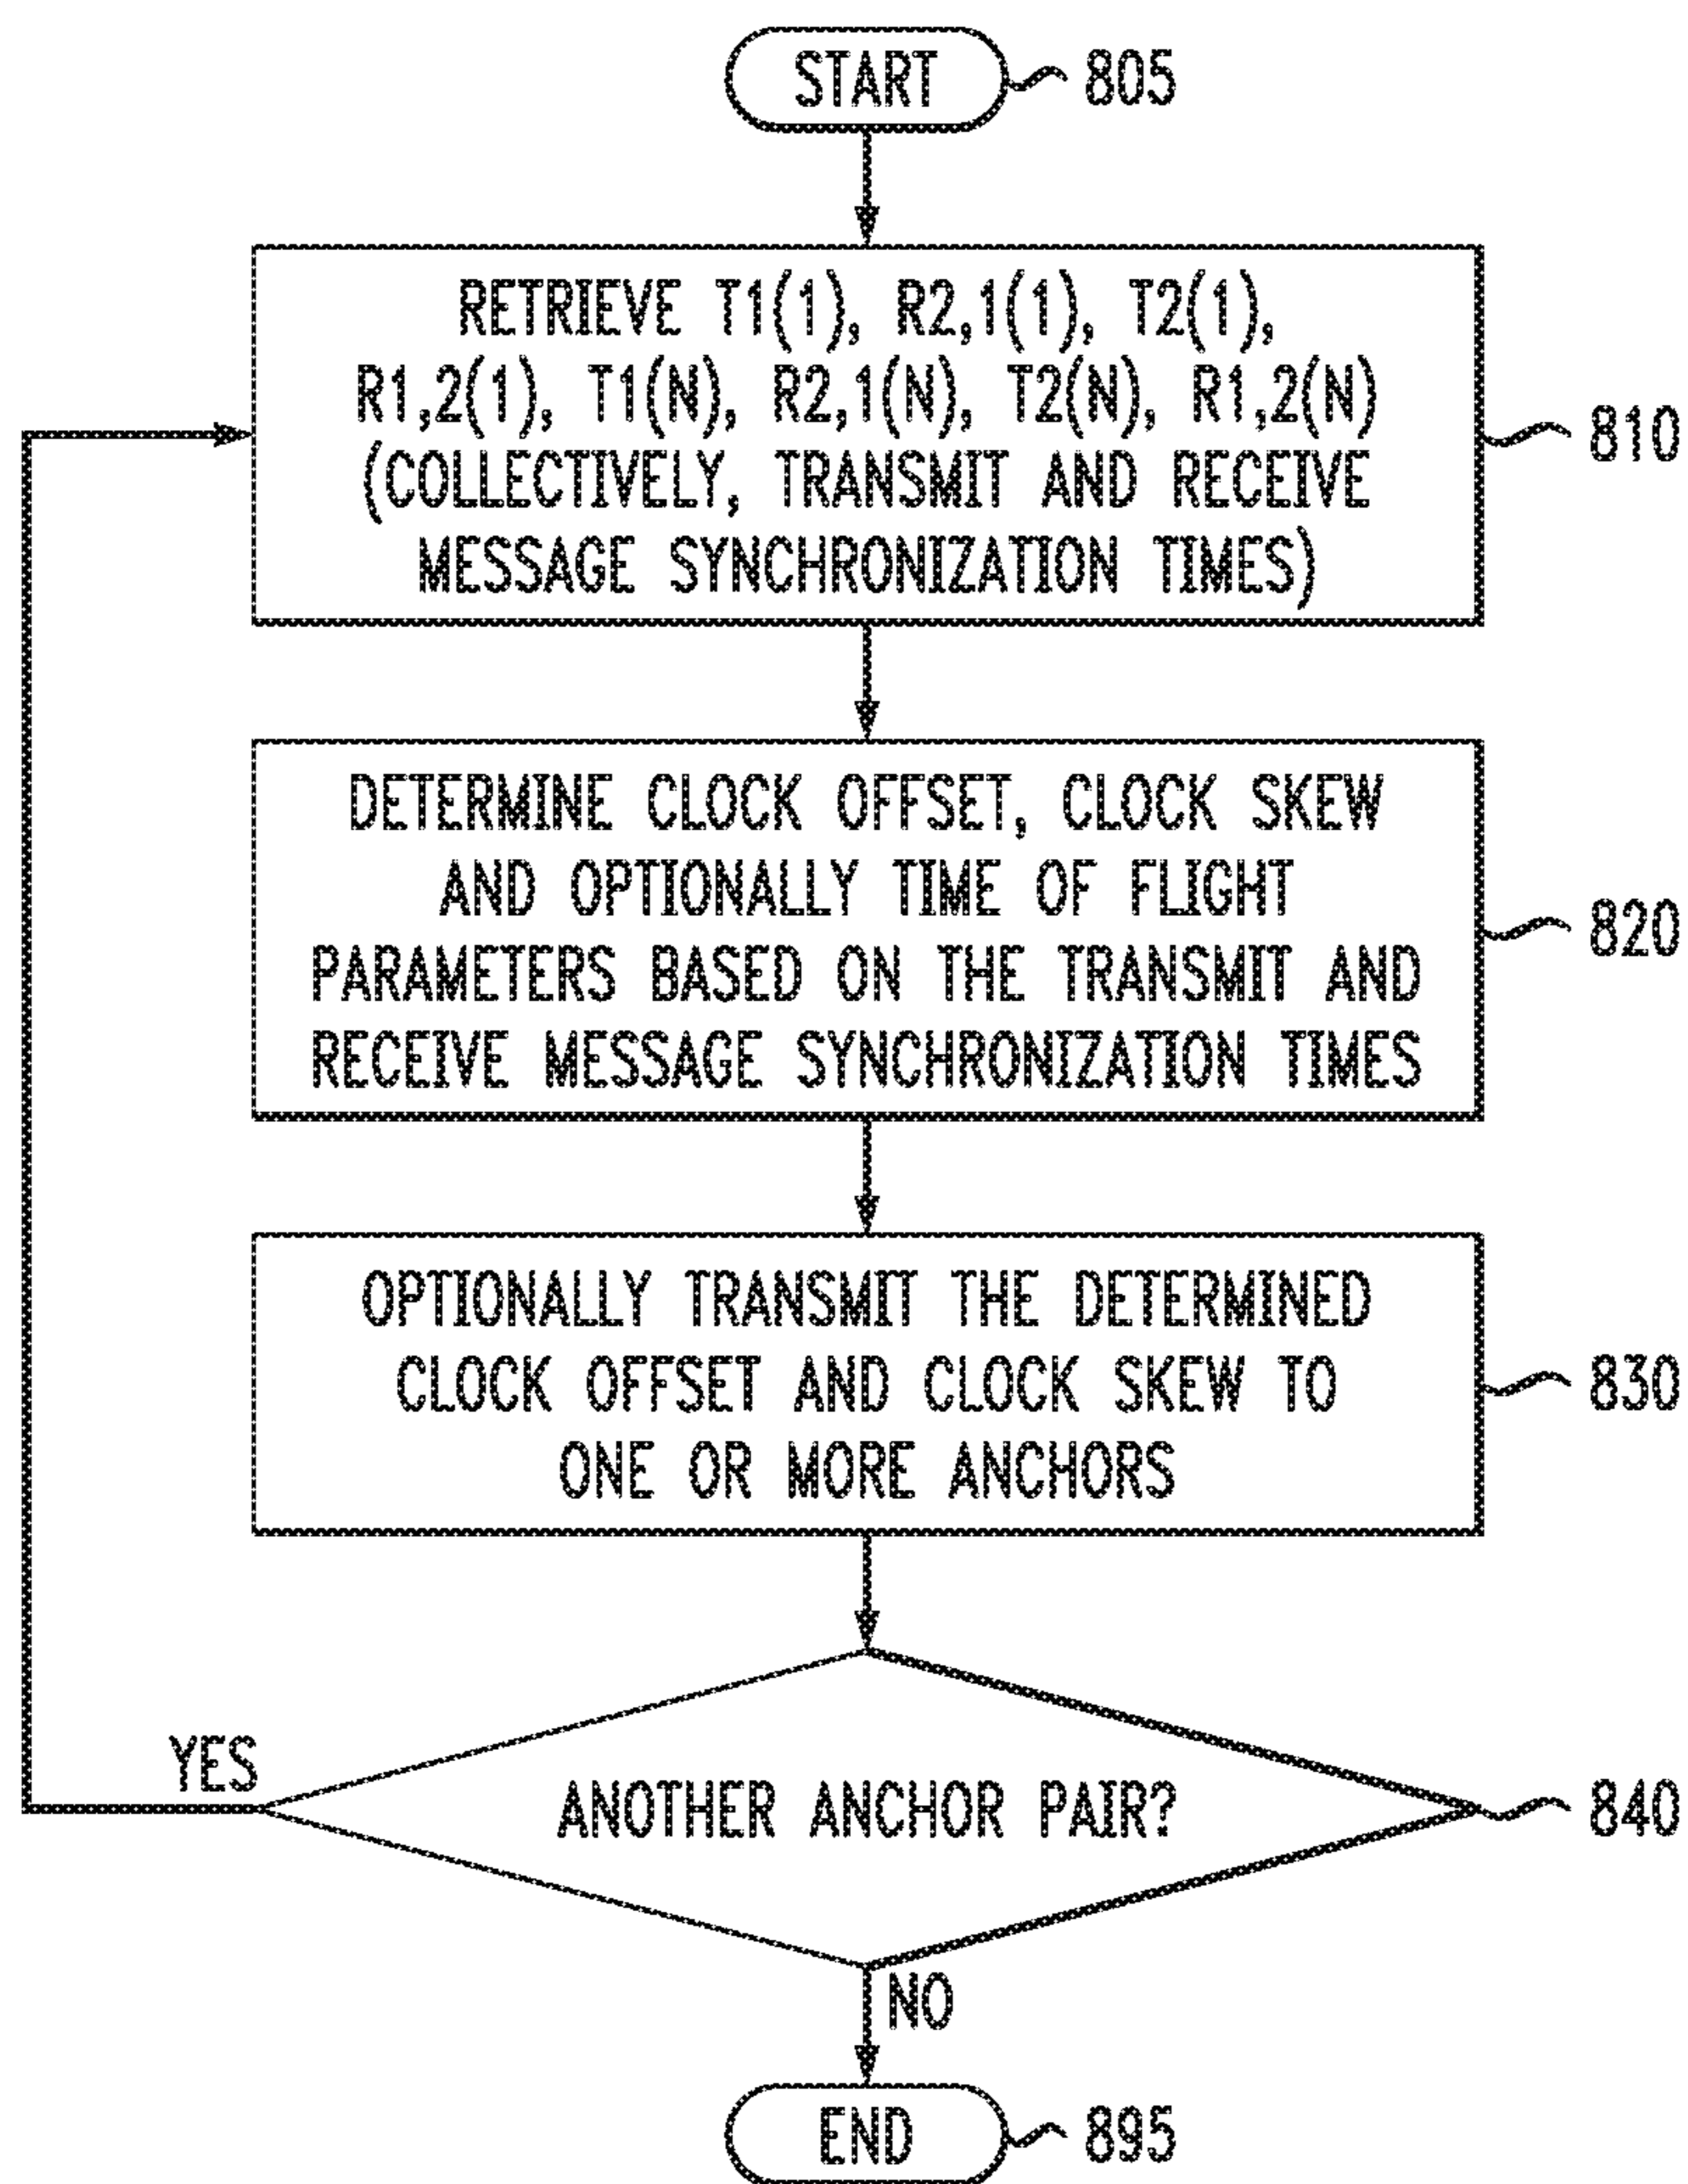 START
805
RETRIEVE T1(1), R2,1(1), T2(1),
R1,2(1), T1(N), R2,1(N), T2(N), R1,2(N)
(COLLECTIVELY, TRANSMIT AND RECEIVE
MESSAGE SYNCHRONIZATION TIMES)
810
DETERMINE CLOCK OFFSET, CLOCK SKEW
AND OPTIONALLY TIME OF FLIGHT
PARAMETERS BASED ON THE TRANSMIT AND
RECEIVE MESSAGE SYNCHRONIZATION TIMES
820
OPTIONALLY TRANSMIT THE DETERMINED
CLOCK OFFSET AND CLOCK SKEW TO
ONE OR MORE ANCHORS
830
YES
ANOTHER ANCHOR PAIR?
840
NO
END
895